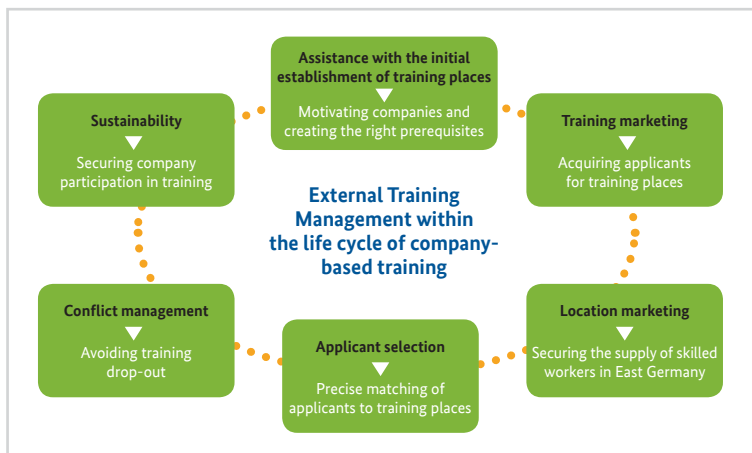 Assistance with the initial
establishment of training places
Motivating companies and
creating the right prerequisites
Training marketing
Acquiring applicants
for training places
Location marketing
Securing the supply of skilled
workers in East Germany
Applicant selection
Precise matching of
applicants to training places
Conflict management
Avoiding training
drop-out
Sustainability
Securing company
participation in training
External Training
Management within
the life cycle of company-
based training